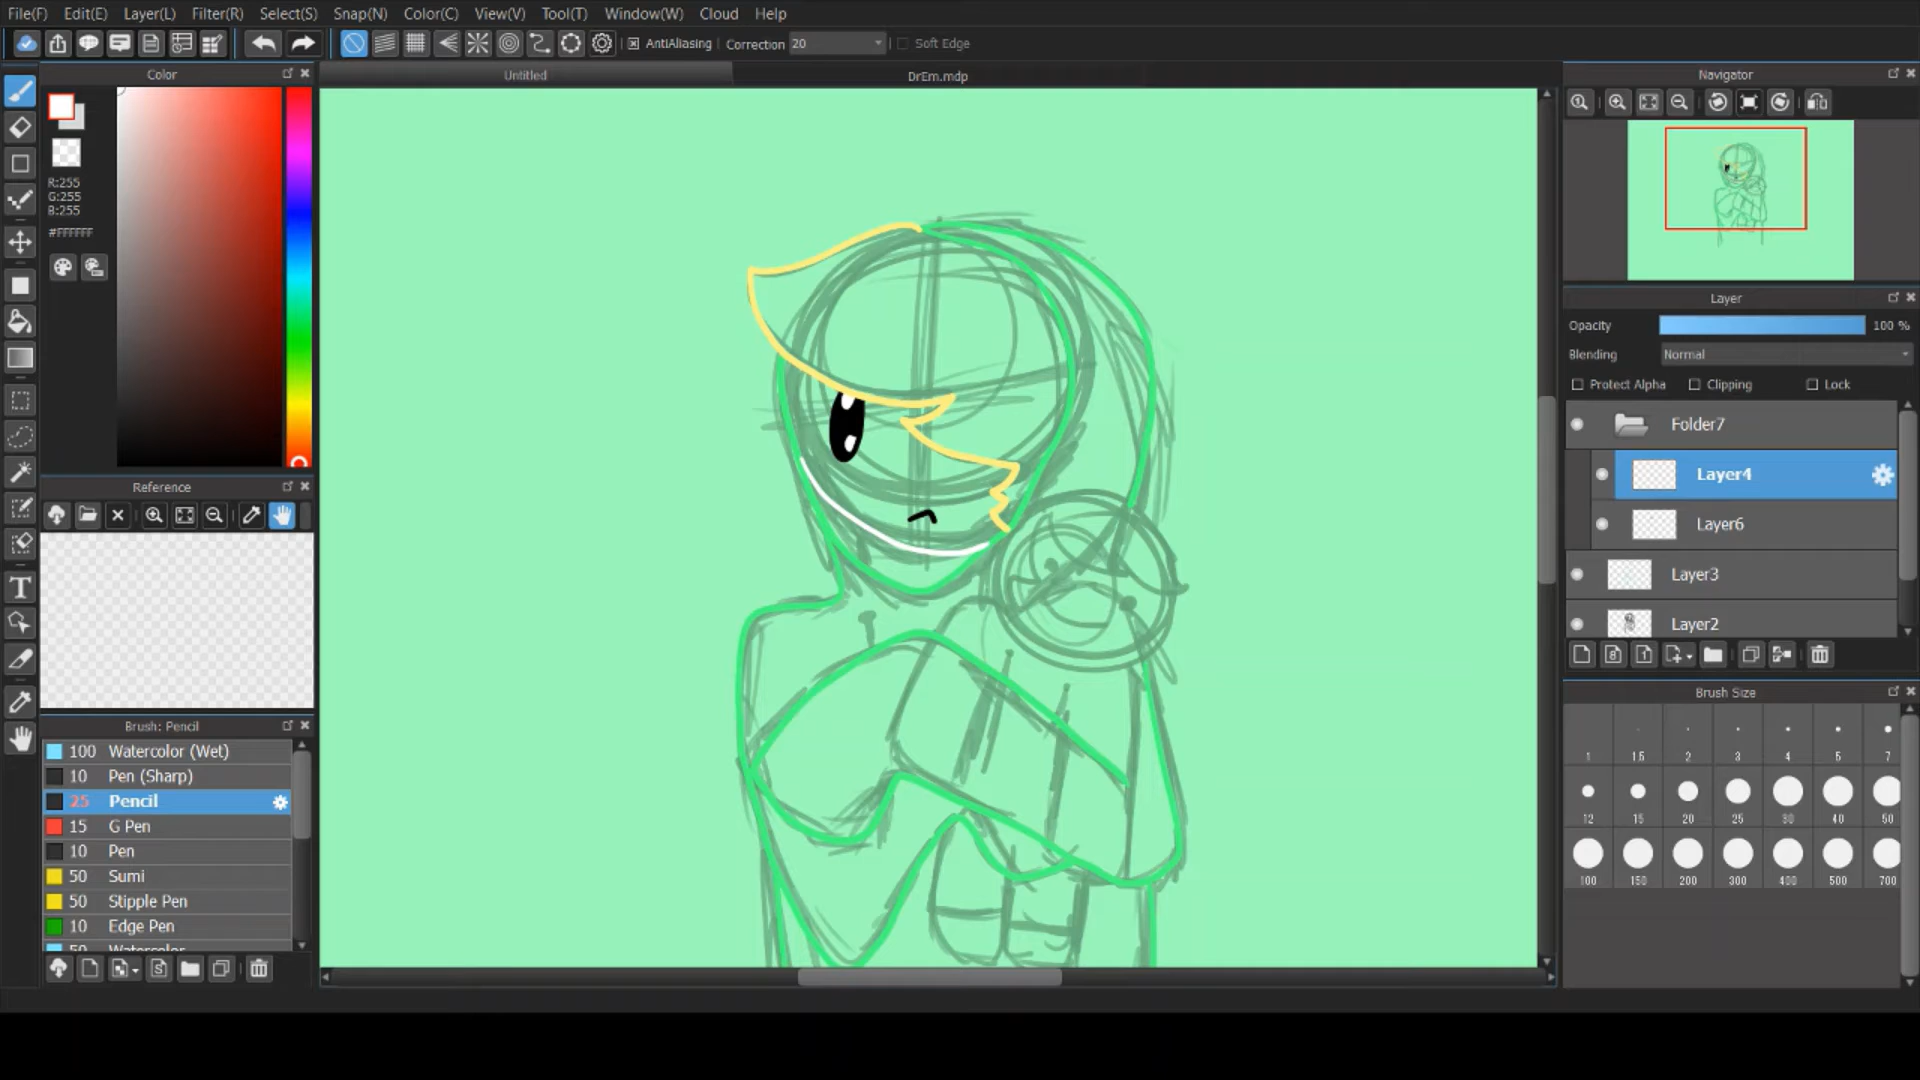 File(F) Edit(E) Layer(L) Filter(R) Select(S) Snap(N) Color(C) View(V) Tool(T) Window(W) Cloud Help
AntiAliasing Correction 20 Soft Edge
Color
Untitled
DrEm.mdp
Navigator
R:255
G:255
B:255
#FFFFFF
Layer
Opacity 100 %
Blending Normal
Protect Alpha Clipping Lock
Folder7
Layer4
Layer6
Layer3
Layer2
Reference
Brush: Pencil
100 Watercolor (Wet)
10 Pen (Sharp)
25 Pencil
15 G Pen
10 Pen
50 Sumi
50 Stipple Pen
10 Edge Pen
50 Watercolor
Brush Size
1 1.5 2 3 4 5 7
12 15 20 25 30 40 50
100 150 200 300 400 500 700